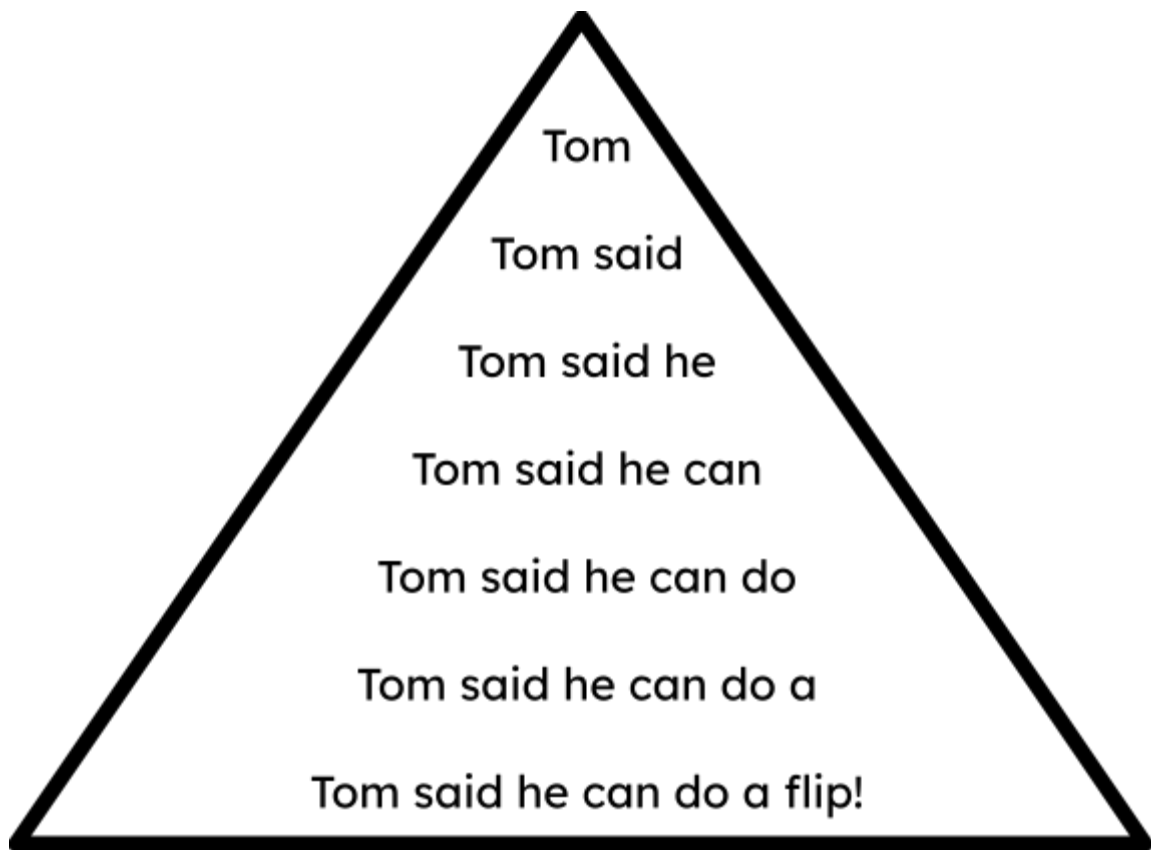 Tom
Tom said
Tom said he
Tom said he can
Tom said he can do
Tom said he can do a
Tom said he can do a flip!